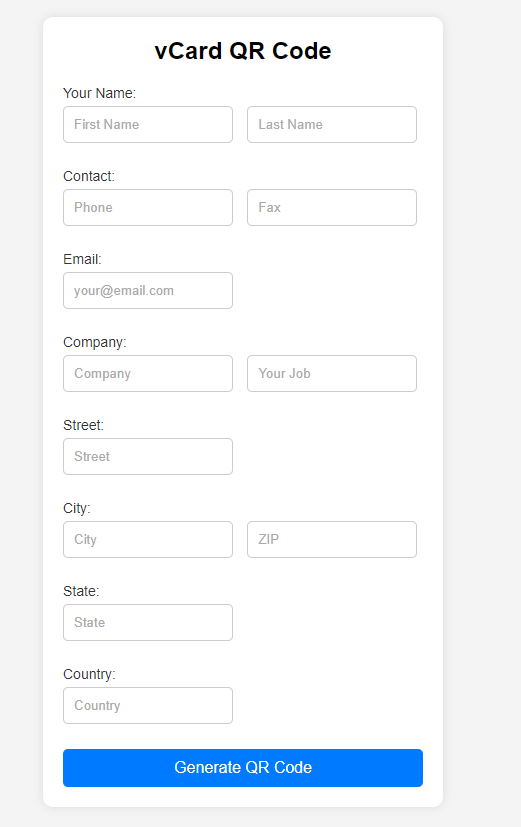 vCard QR Code
Your Name:
First Name Last Name
Contact:
Phone Fax
Email:
your@email.com
Company:
Company Your Job
Street:
Street
City:
City ZIP
State:
State
Country:
Country
Generate QR Code